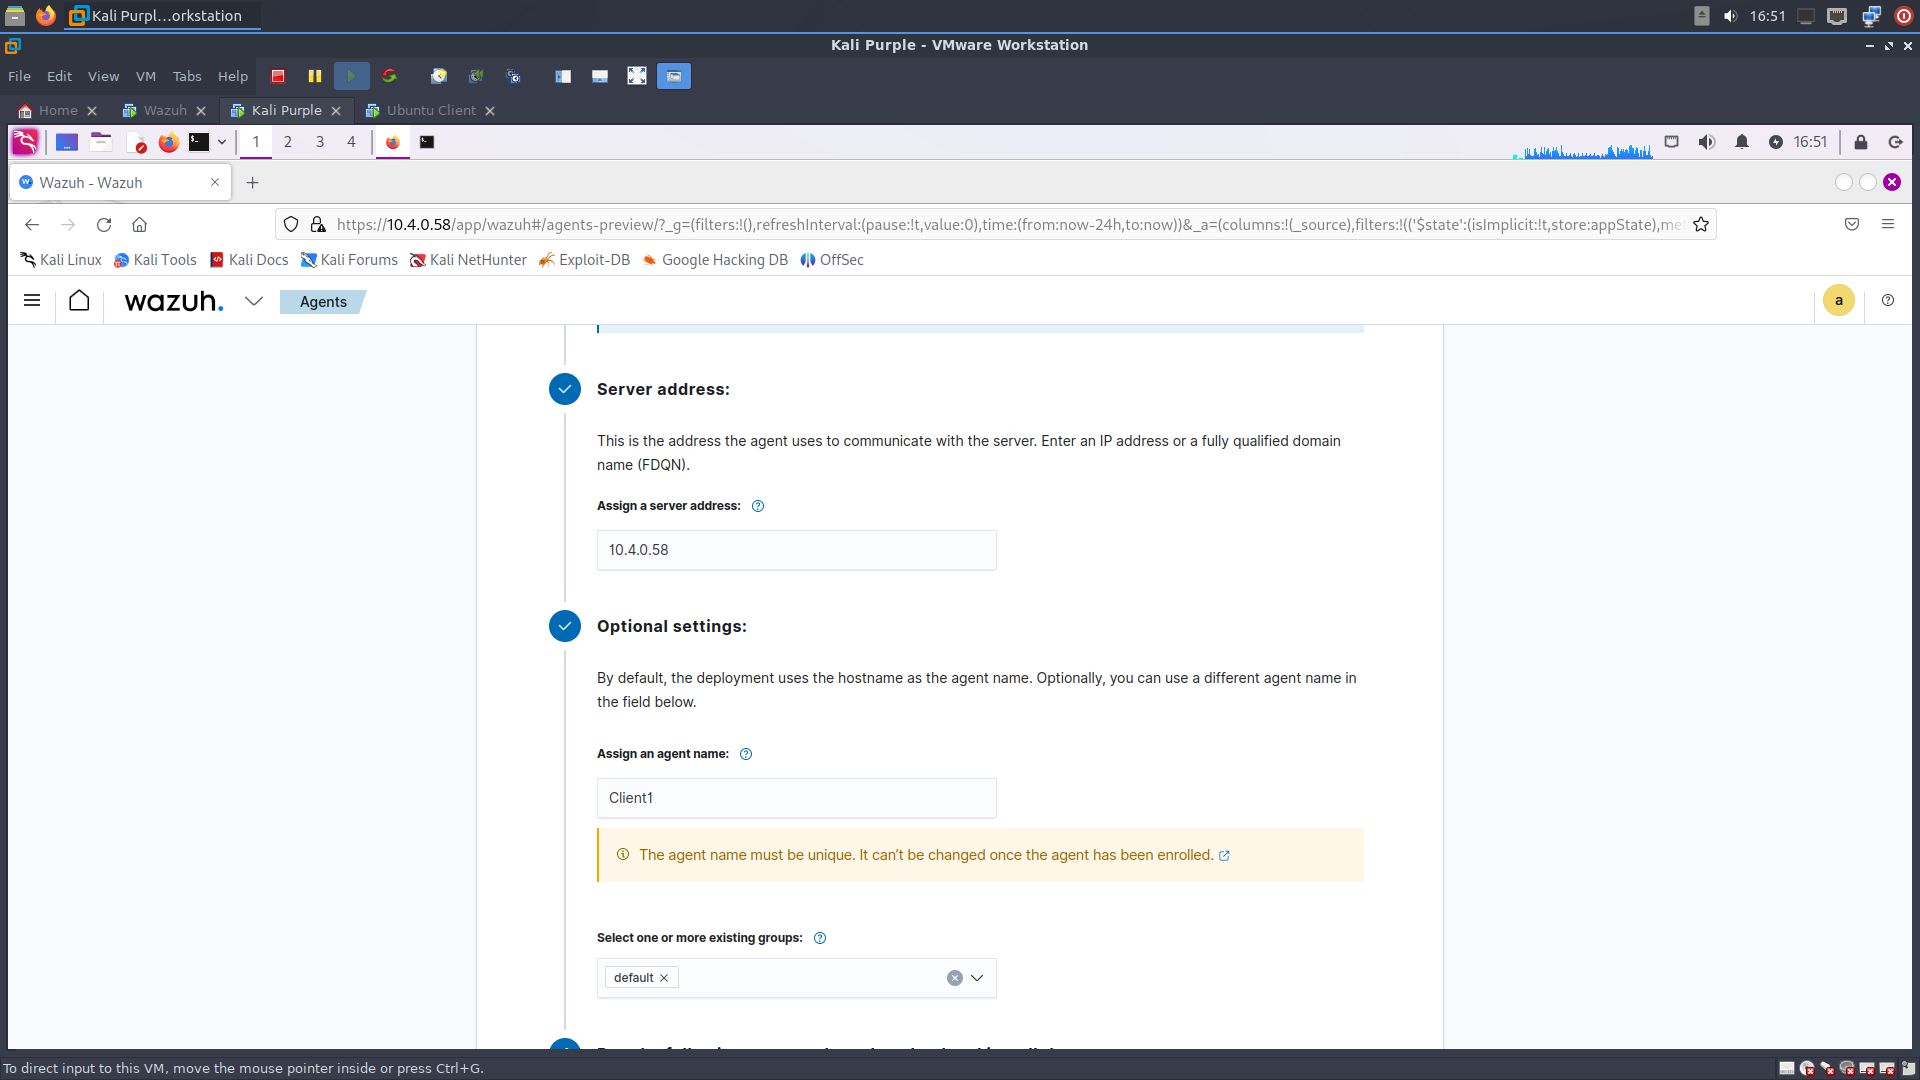 Kali Purpl...orkstation
16:51
Kali Purple - VMware Workstation
File Edit View VM Tabs Help
Home Wazuh Kali Purple Ubuntu Client
1 2 3 4
16:51
Wazuh - Wazuh
https://10.4.0.58/app/wazuh#/agents-preview/?_g=(filters:!(),refreshInterval:(pause:!t,value:0),time:(from:now-24h,to:now))&_a=(columns:!(_source),filters:!(('$state':(isImplicit:!t,store:appState),me
Kali Linux Kali Tools Kali Docs Kali Forums Kali NetHunter Exploit-DB Google Hacking DB OffSec
wazuh. Agents a
Server address:
This is the address the agent uses to communicate with the server. Enter an IP address or a fully qualified domain
name (FDQN).
Assign a server address:
10.4.0.58
Optional settings:
By default, the deployment uses the hostname as the agent name. Optionally, you can use a different agent name in
the field below.
Assign an agent name:
Client1
The agent name must be unique. It can't be changed once the agent has been enrolled.
Select one or more existing groups:
default
To direct input to this VM, move the mouse pointer inside or press Ctrl+G.